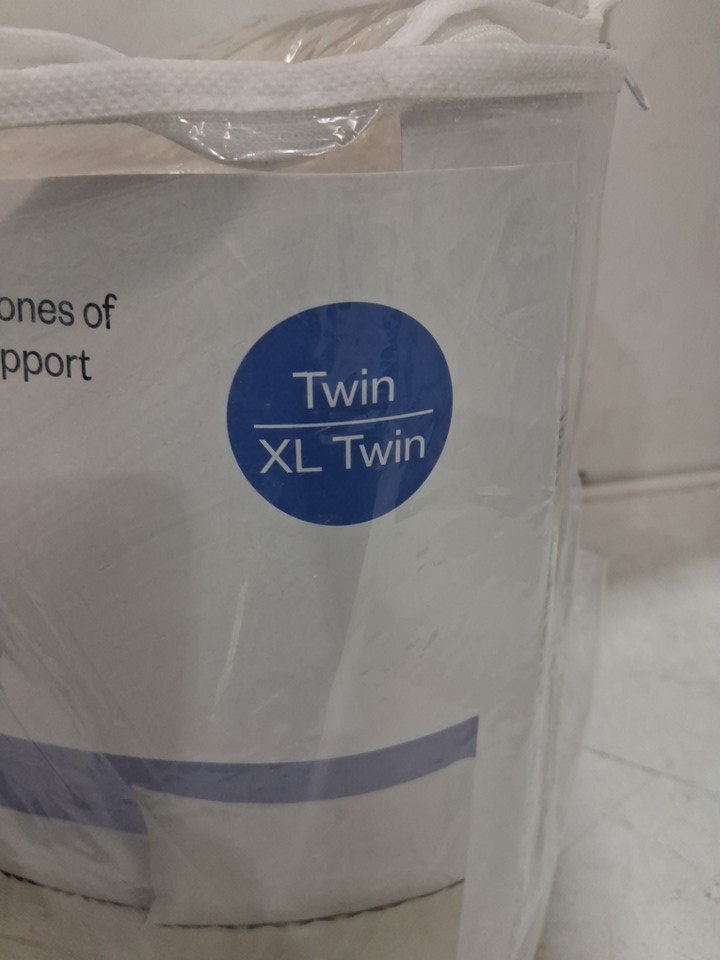 ones of
pport
Twin
XL Twin